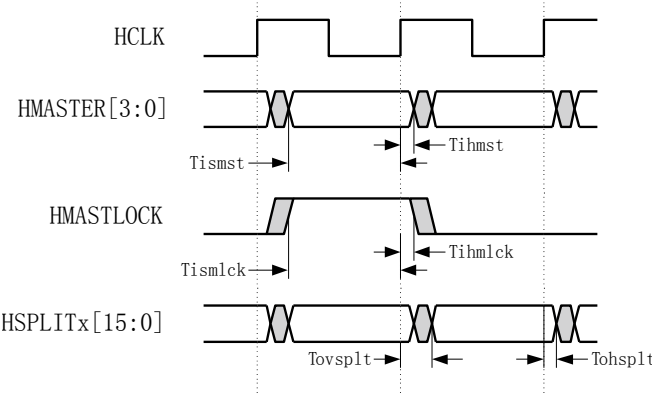 HCLK
HMASTER[3:0]
Tihmst
Tismst
HMASTLOCK
Tihmlck
Tismlck
HSPLITx[15:0]
Tovsplt
Tohsplt